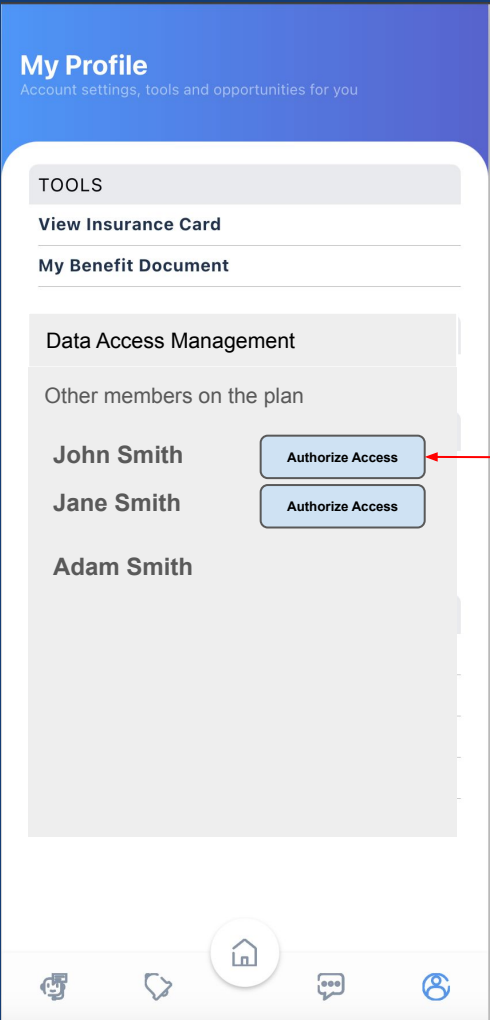 My Profile
Account settings, tools and opportunities for you
TOOLS
View Insurance Card
My Benefit Document
Data Access Management
Other members on the plan
John Smith Authorize Access
Jane Smith Authorize Access
Adam Smith